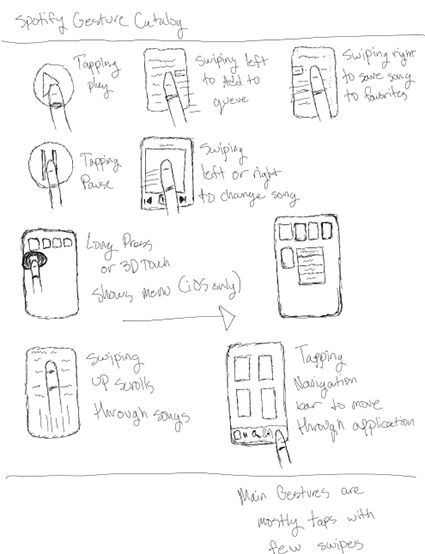 Spotify Gesture Catalog
Tapping
play
Swiping left
to Add to
queue
Swiping right
to save song
to favorites
Tapping
Pause
Swiping
left or right
to change song
Long Press
or 3D Touch
shows menu (iOS only)
Swiping
up scrolls
through songs
Tapping
Navigation
bar to move
through application
Main Gestures are
mostly taps with
few swipes